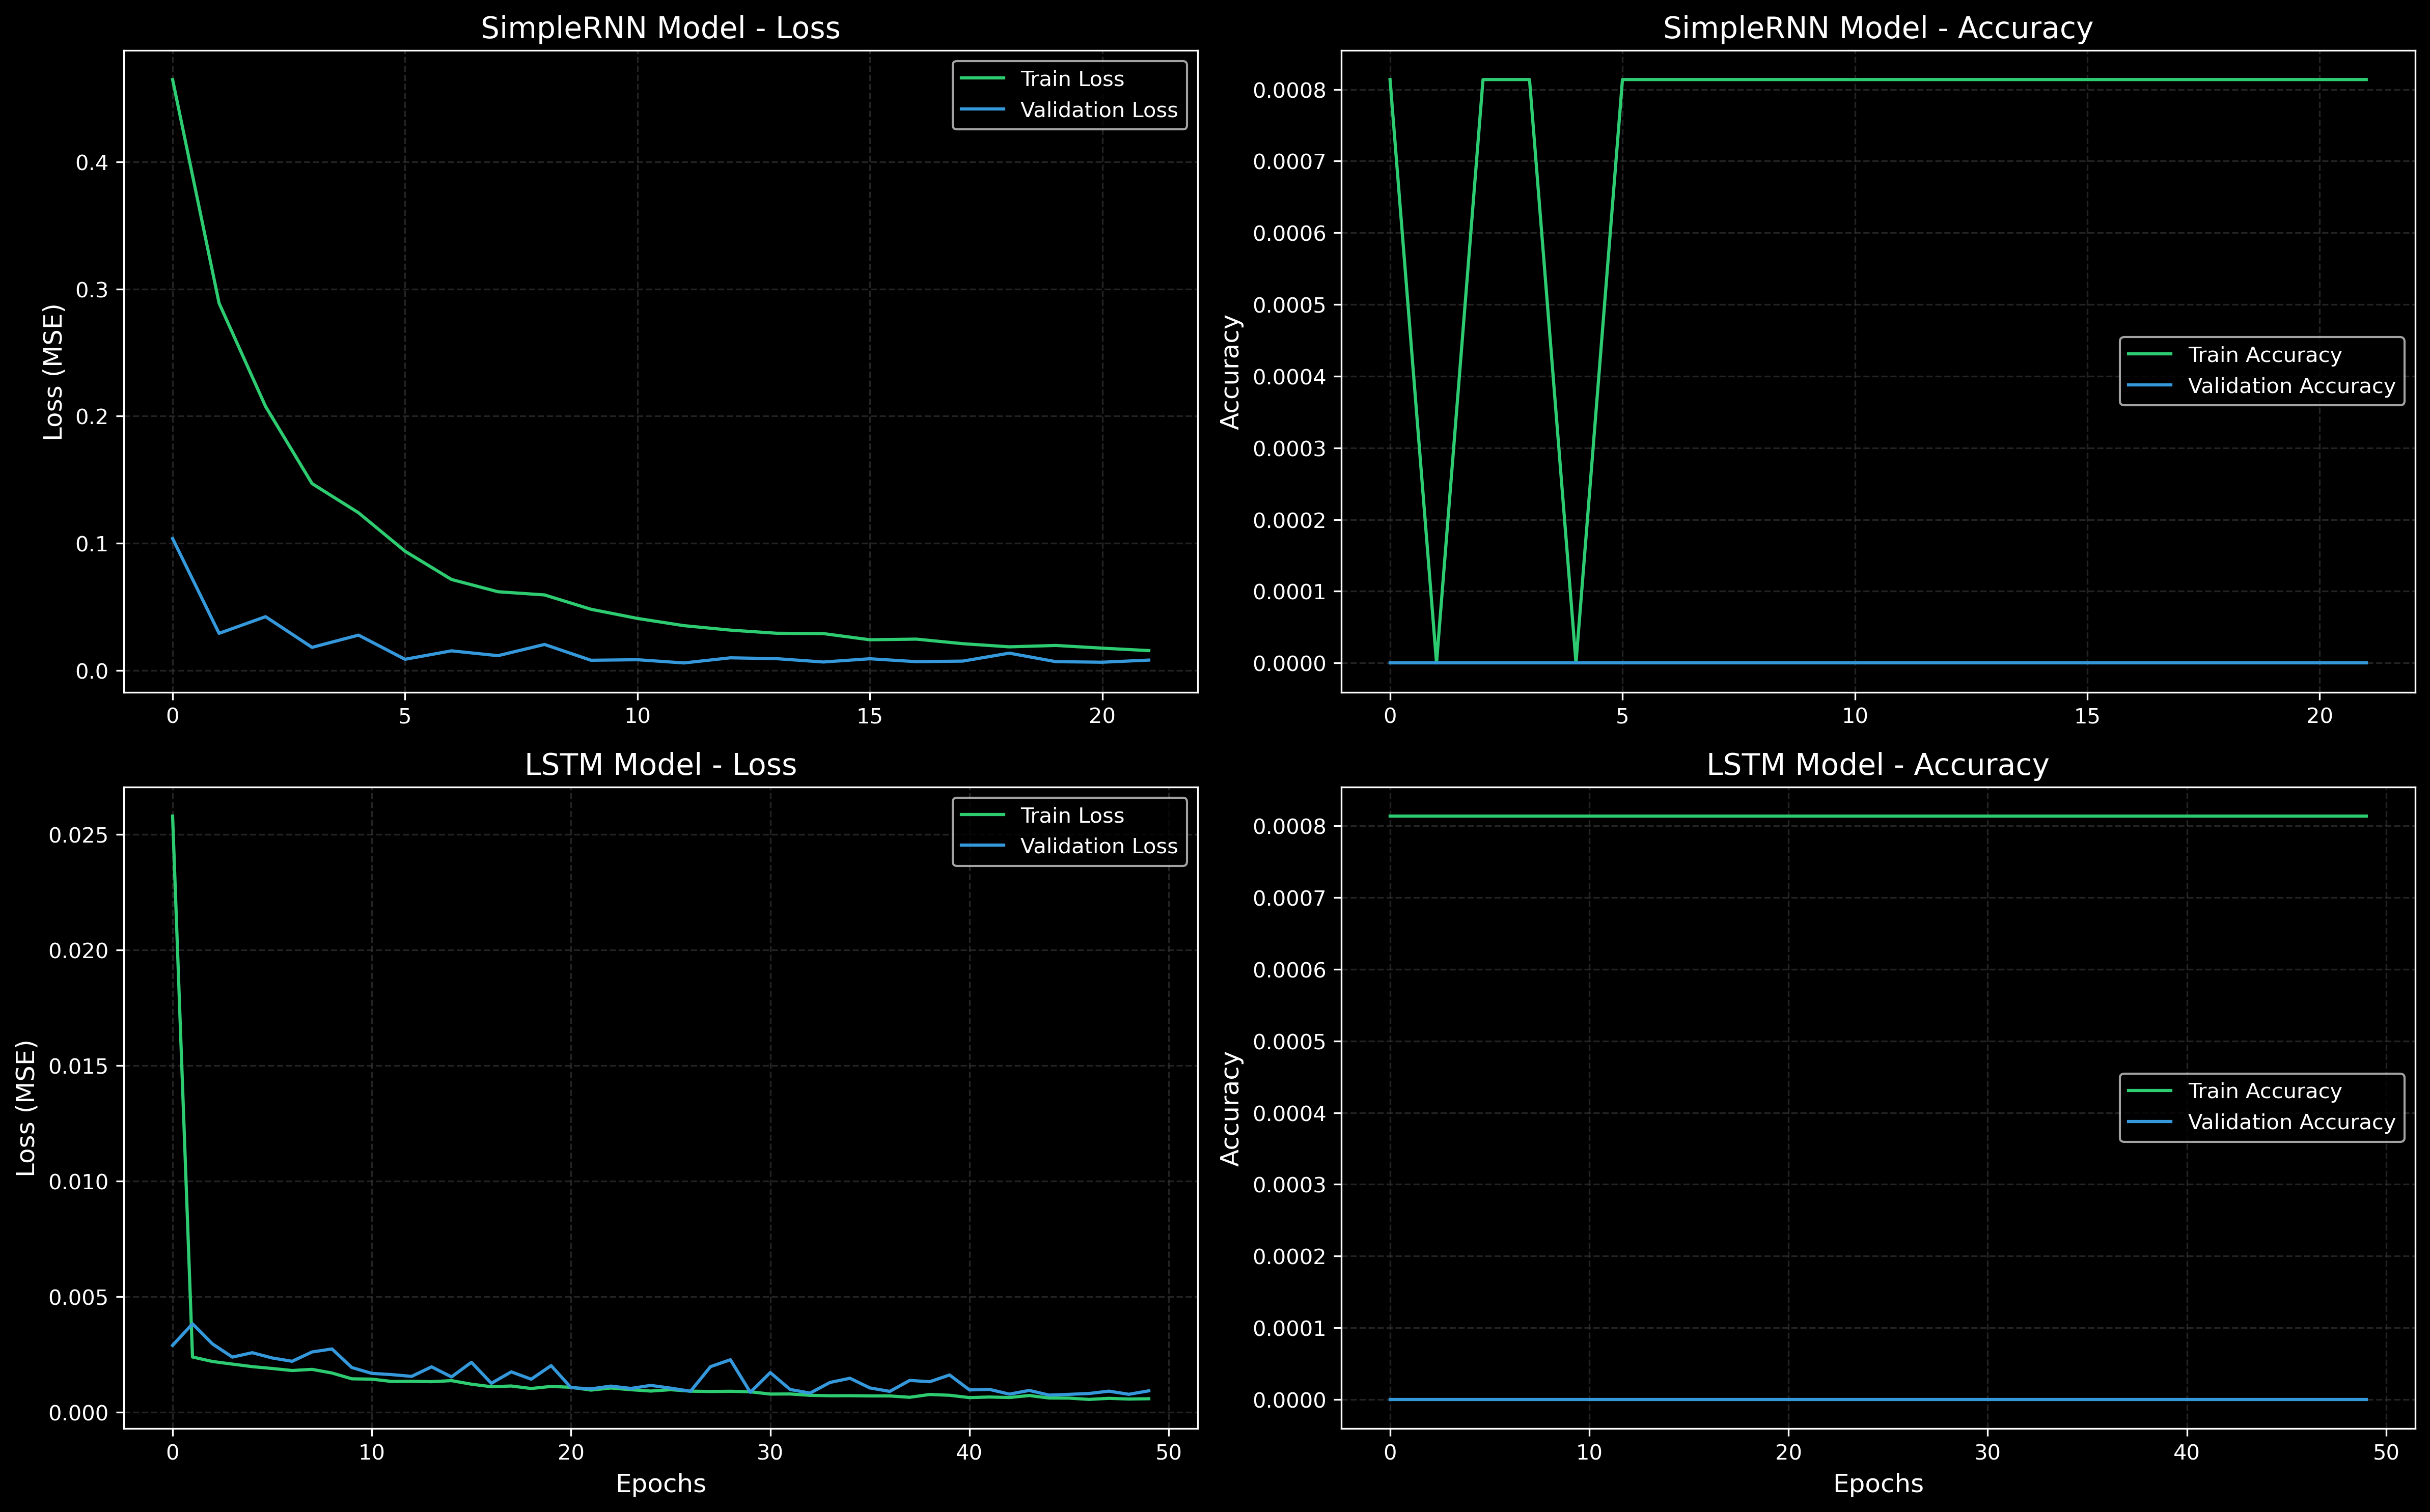 SimpleRNN Model - Loss
Loss (MSE)
0.4
0.3
0.2
0.1
0.0
0 5 10 15 20
Train Loss
Validation Loss
SimpleRNN Model - Accuracy
Accuracy
0.0008
0.0007
0.0006
0.0005
0.0004
0.0003
0.0002
0.0001
0.0000
0 5 10 15 20
Train Accuracy
Validation Accuracy
LSTM Model - Loss
Loss (MSE)
0.025
0.020
0.015
0.010
0.005
0.000
0 10 20 30 40 50
Epochs
Train Loss
Validation Loss
LSTM Model - Accuracy
Accuracy
0.0008
0.0007
0.0006
0.0005
0.0004
0.0003
0.0002
0.0001
0.0000
0 10 20 30 40 50
Epochs
Train Accuracy
Validation Accuracy